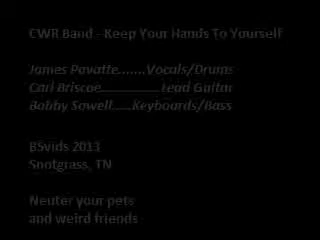 CWR Band - Keep Your Hands To Yourself
James Pavatte.......Vocals/Drums
Carl Briscoe...............Lead Guitar
Bobby Sowell.....Keyboards/Bass
BSvids 2013
Snotgrass, TN
Neuter your pets
and weird friends